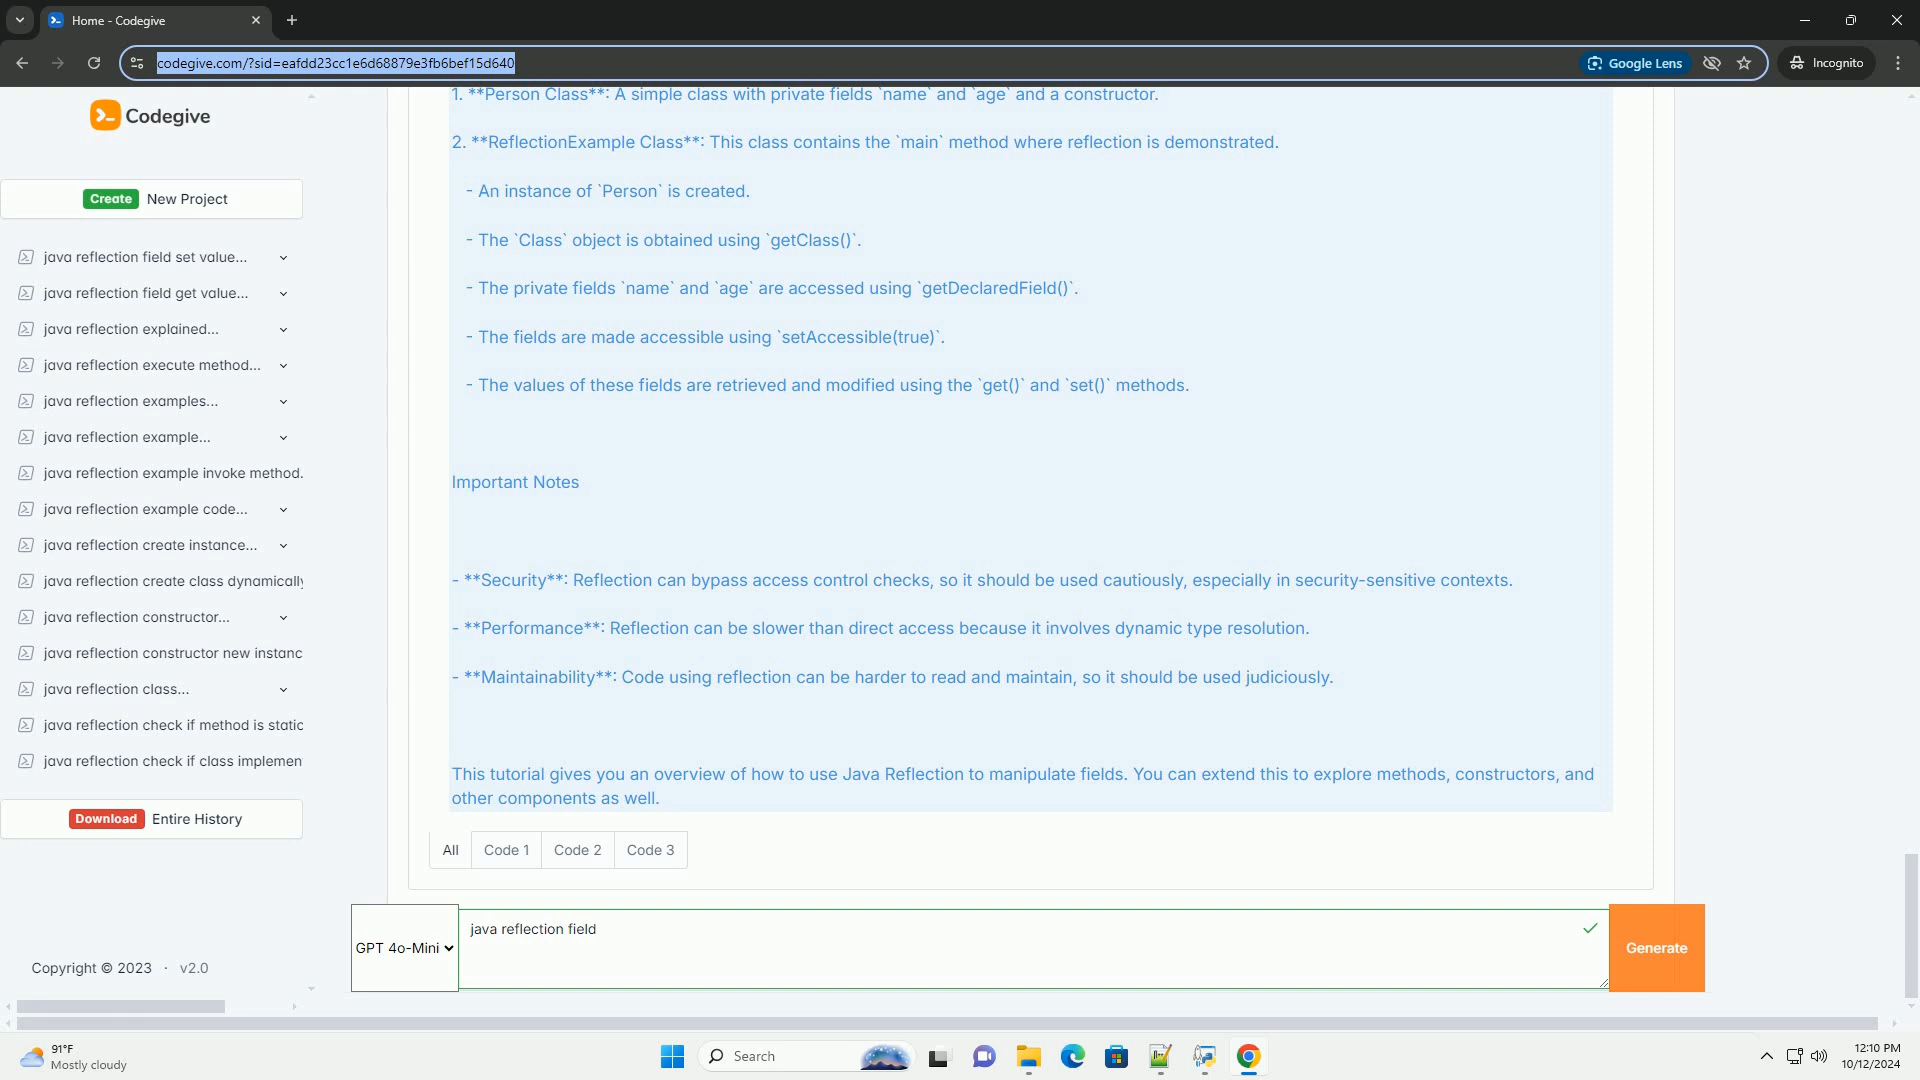 Home - Codegive
codegive.com/?sid=eafdd23cc1e6d68879e3fb6bef15d640
Google Lens
Incognito
Codegive
Create New Project
java reflection field set value...
java reflection field get value...
java reflection explained...
java reflection execute method...
java reflection examples...
java reflection example...
java reflection example invoke method.
java reflection example code...
java reflection create instance...
java reflection create class dynamically
java reflection constructor...
java reflection constructor new instanc
java reflection class...
java reflection check if method is static
java reflection check if class implemen
Download Entire History
Copyright © 2023 · v2.0
1. **Person Class**: A simple class with private fields `name` and `age` and a constructor.
2. **ReflectionExample Class**: This class contains the `main` method where reflection is demonstrated.
- An instance of `Person` is created.
- The `Class` object is obtained using `getClass()`.
- The private fields `name` and `age` are accessed using `getDeclaredField()`.
- The fields are made accessible using `setAccessible(true)`.
- The values of these fields are retrieved and modified using the `get()` and `set()` methods.
Important Notes
- **Security**: Reflection can bypass access control checks, so it should be used cautiously, especially in security-sensitive contexts.
- **Performance**: Reflection can be slower than direct access because it involves dynamic type resolution.
- **Maintainability**: Code using reflection can be harder to read and maintain, so it should be used judiciously.
This tutorial gives you an overview of how to use Java Reflection to manipulate fields. You can extend this to explore methods, constructors, and
other components as well.
All Code 1 Code 2 Code 3
GPT 4o-Mini
java reflection field
Generate
91°F
Mostly cloudy
Search
12:10 PM
10/12/2024